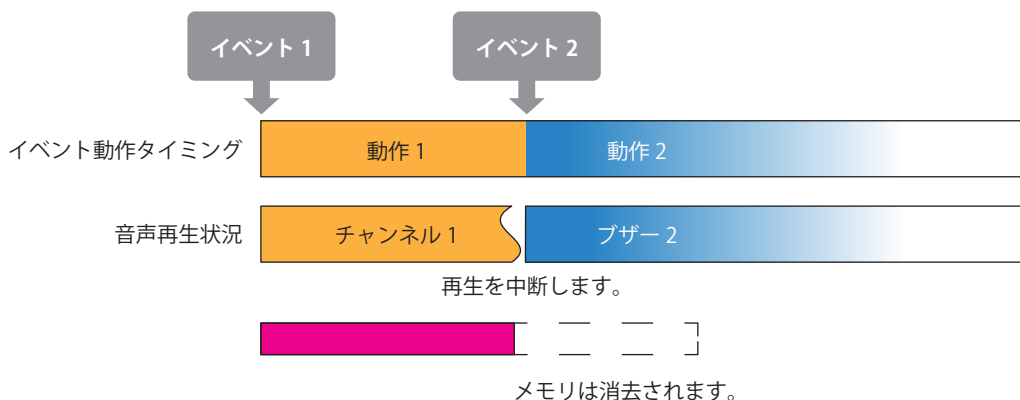 イベント 1
イベント 2
イベント動作タイミング
動作 1
動作 2
音声再生状況
チャンネル 1
ブザー 2
再生を中断します。
メモリは消去されます。